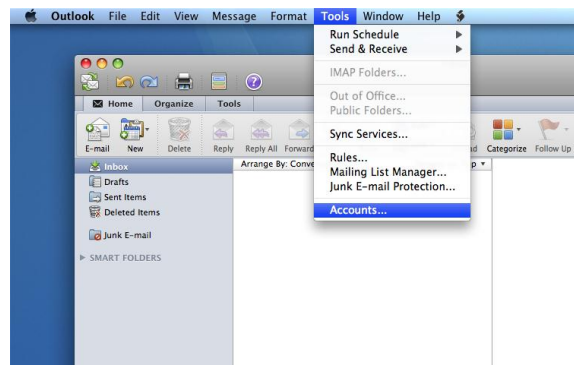 Outlook File Edit View Message Format Tools Window Help
Run Schedule
Send & Receive
IMAP Folders...
Out of Office...
Public Folders...
Sync Services...
Rules...
Mailing List Manager...
Junk E-mail Protection...
Accounts...
Home Organize Tools
E-mail New Delete Reply Reply All Forward Categorize Follow Up
Arrange By:
Inbox
Drafts
Sent Items
Deleted Items
Junk E-mail
SMART FOLDERS